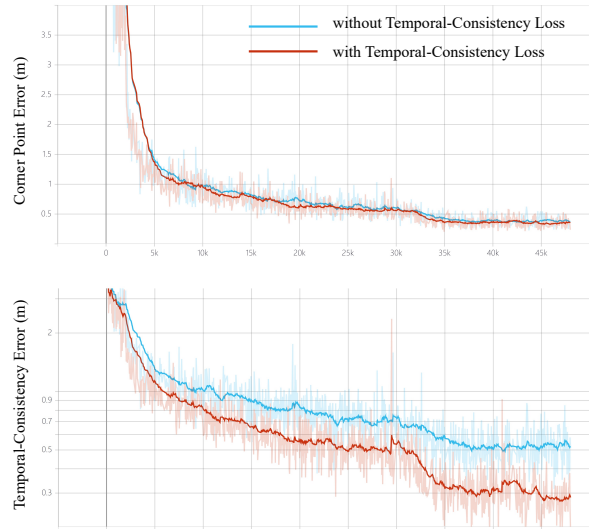 without Temporal-Consistency Loss
with Temporal-Consistency Loss
Corner Point Error (m)
4
3.5
3
2.5
2
1.5
1
0.5
0 5k 10k 15k 20k 25k 30k 35k 40k 45k
Temporal-Consistency Error (m)
2
0.9
0.7
0.5
0.3